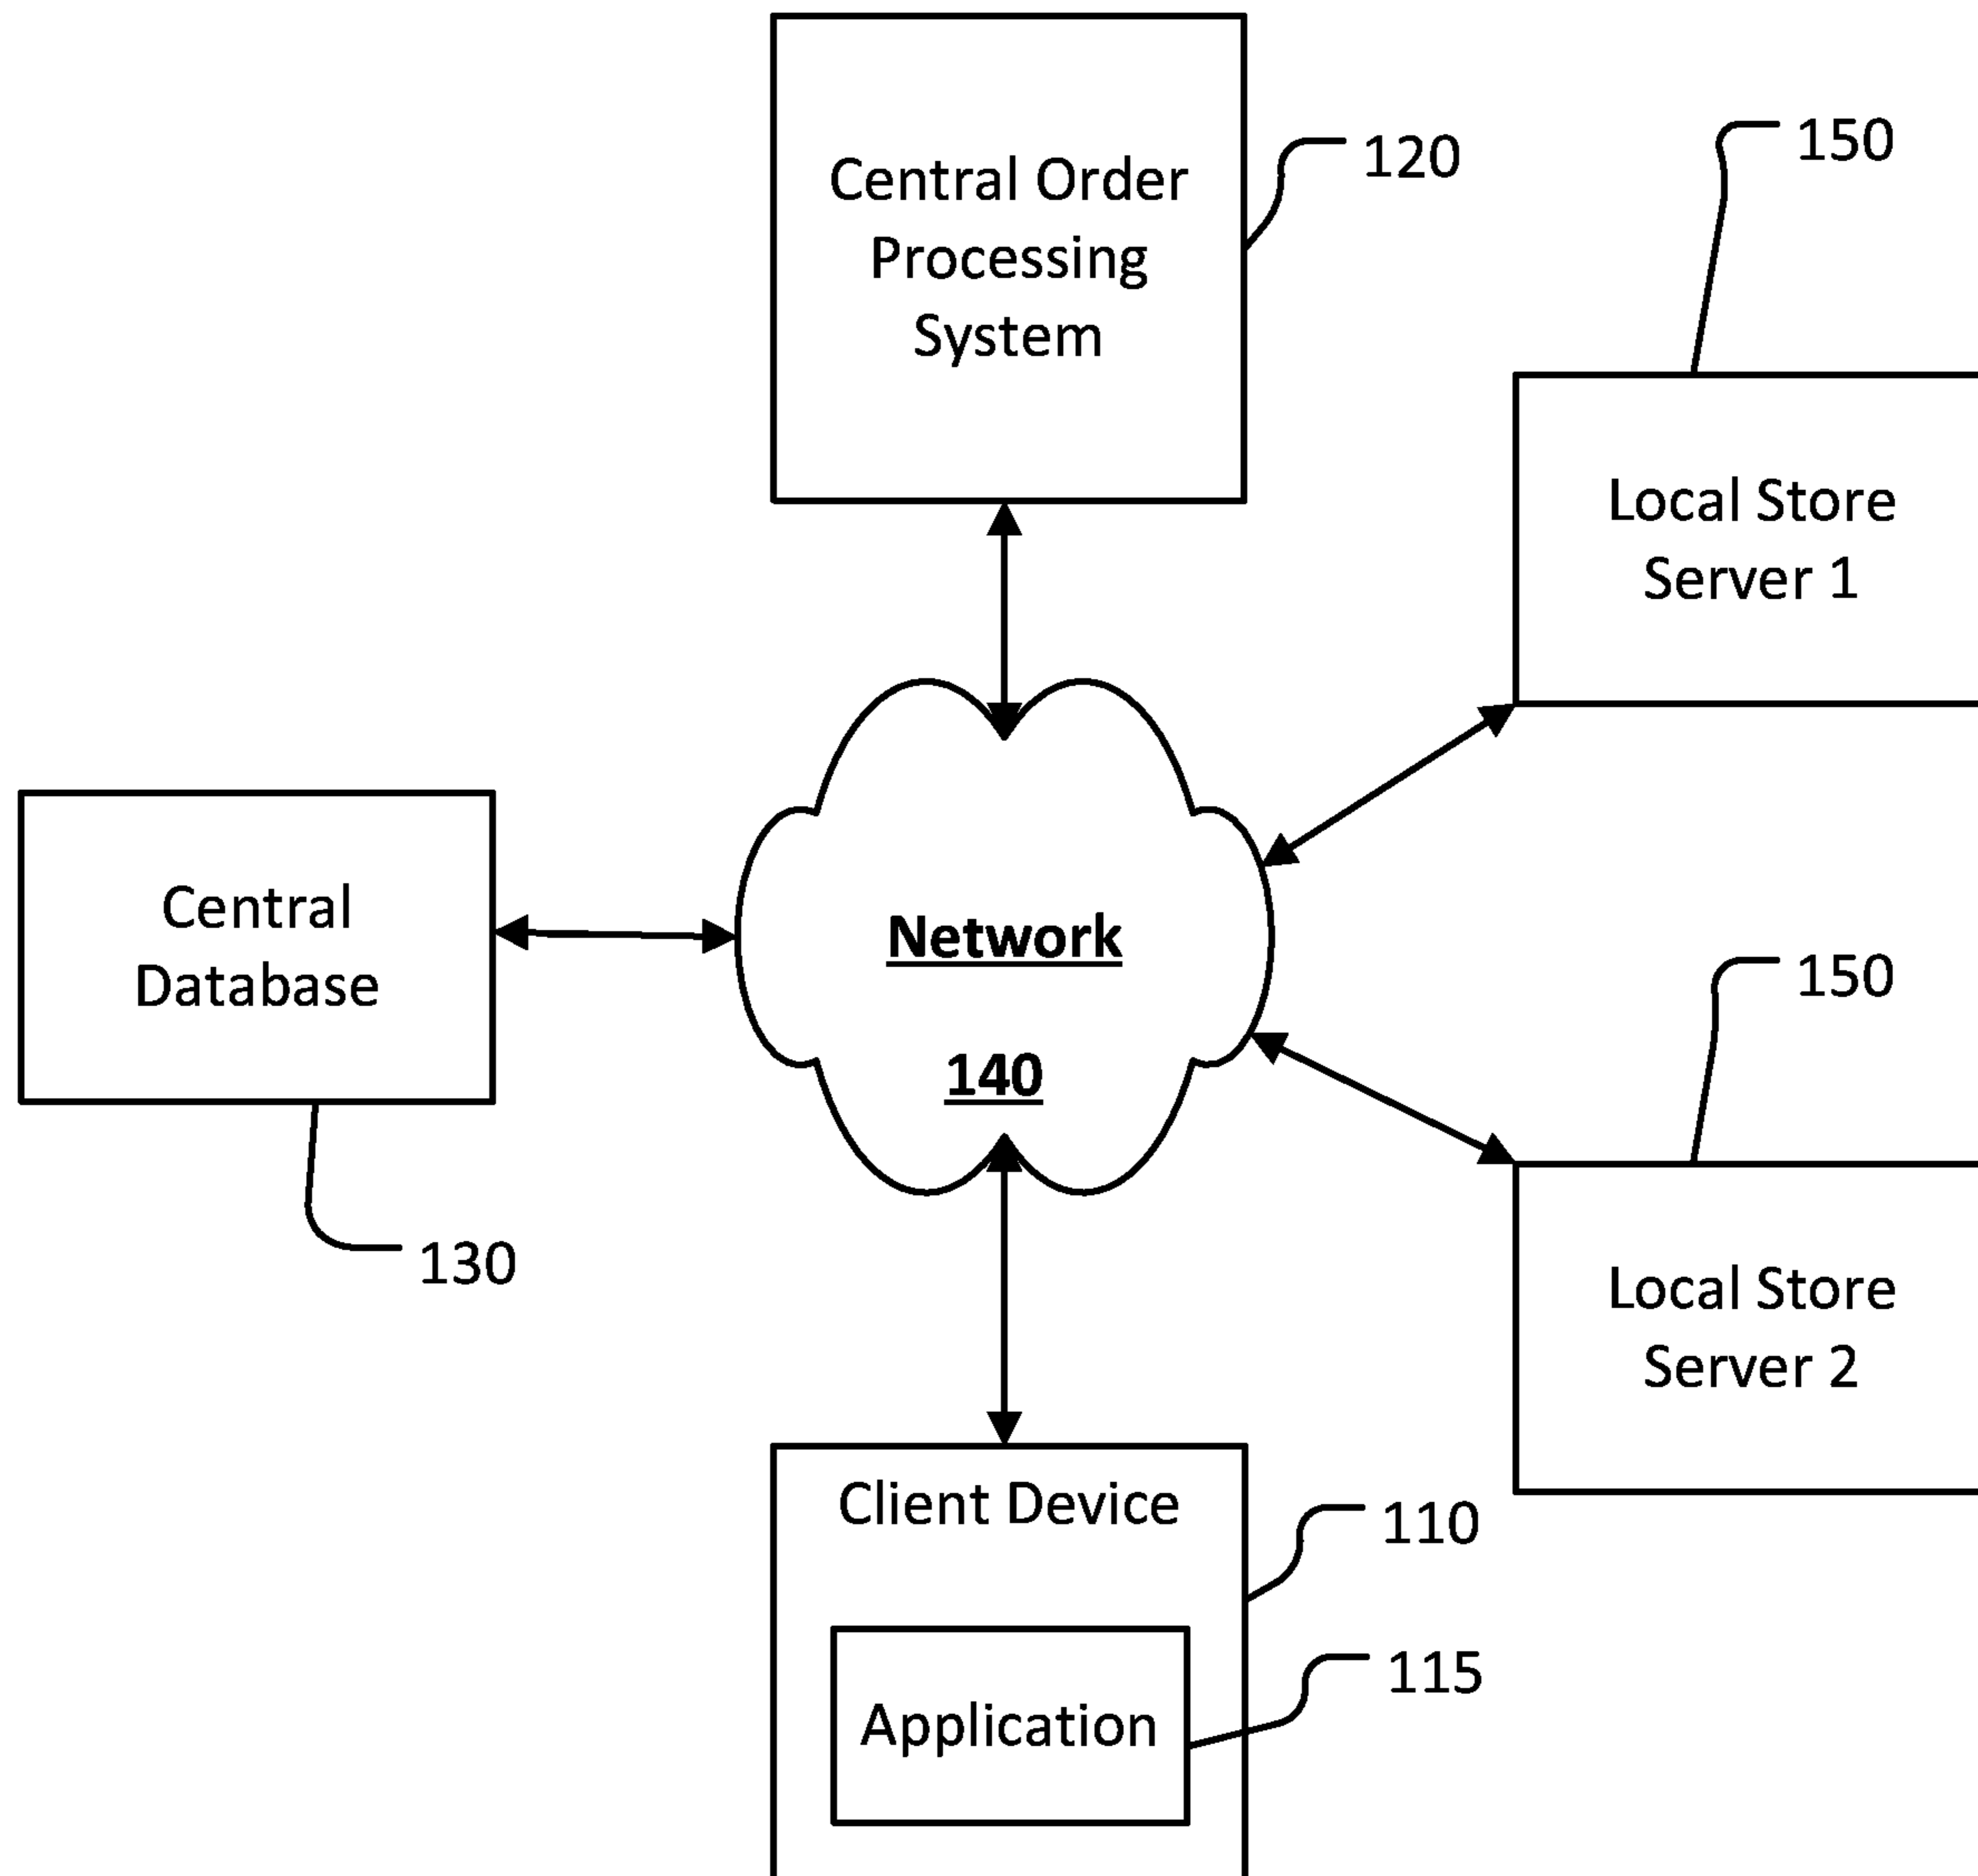 Central Order
Processing
System
120
150
Local Store
Server 1
Central
Database
130
Network
140
150
Local Store
Server 2
Client Device
110
Application
115